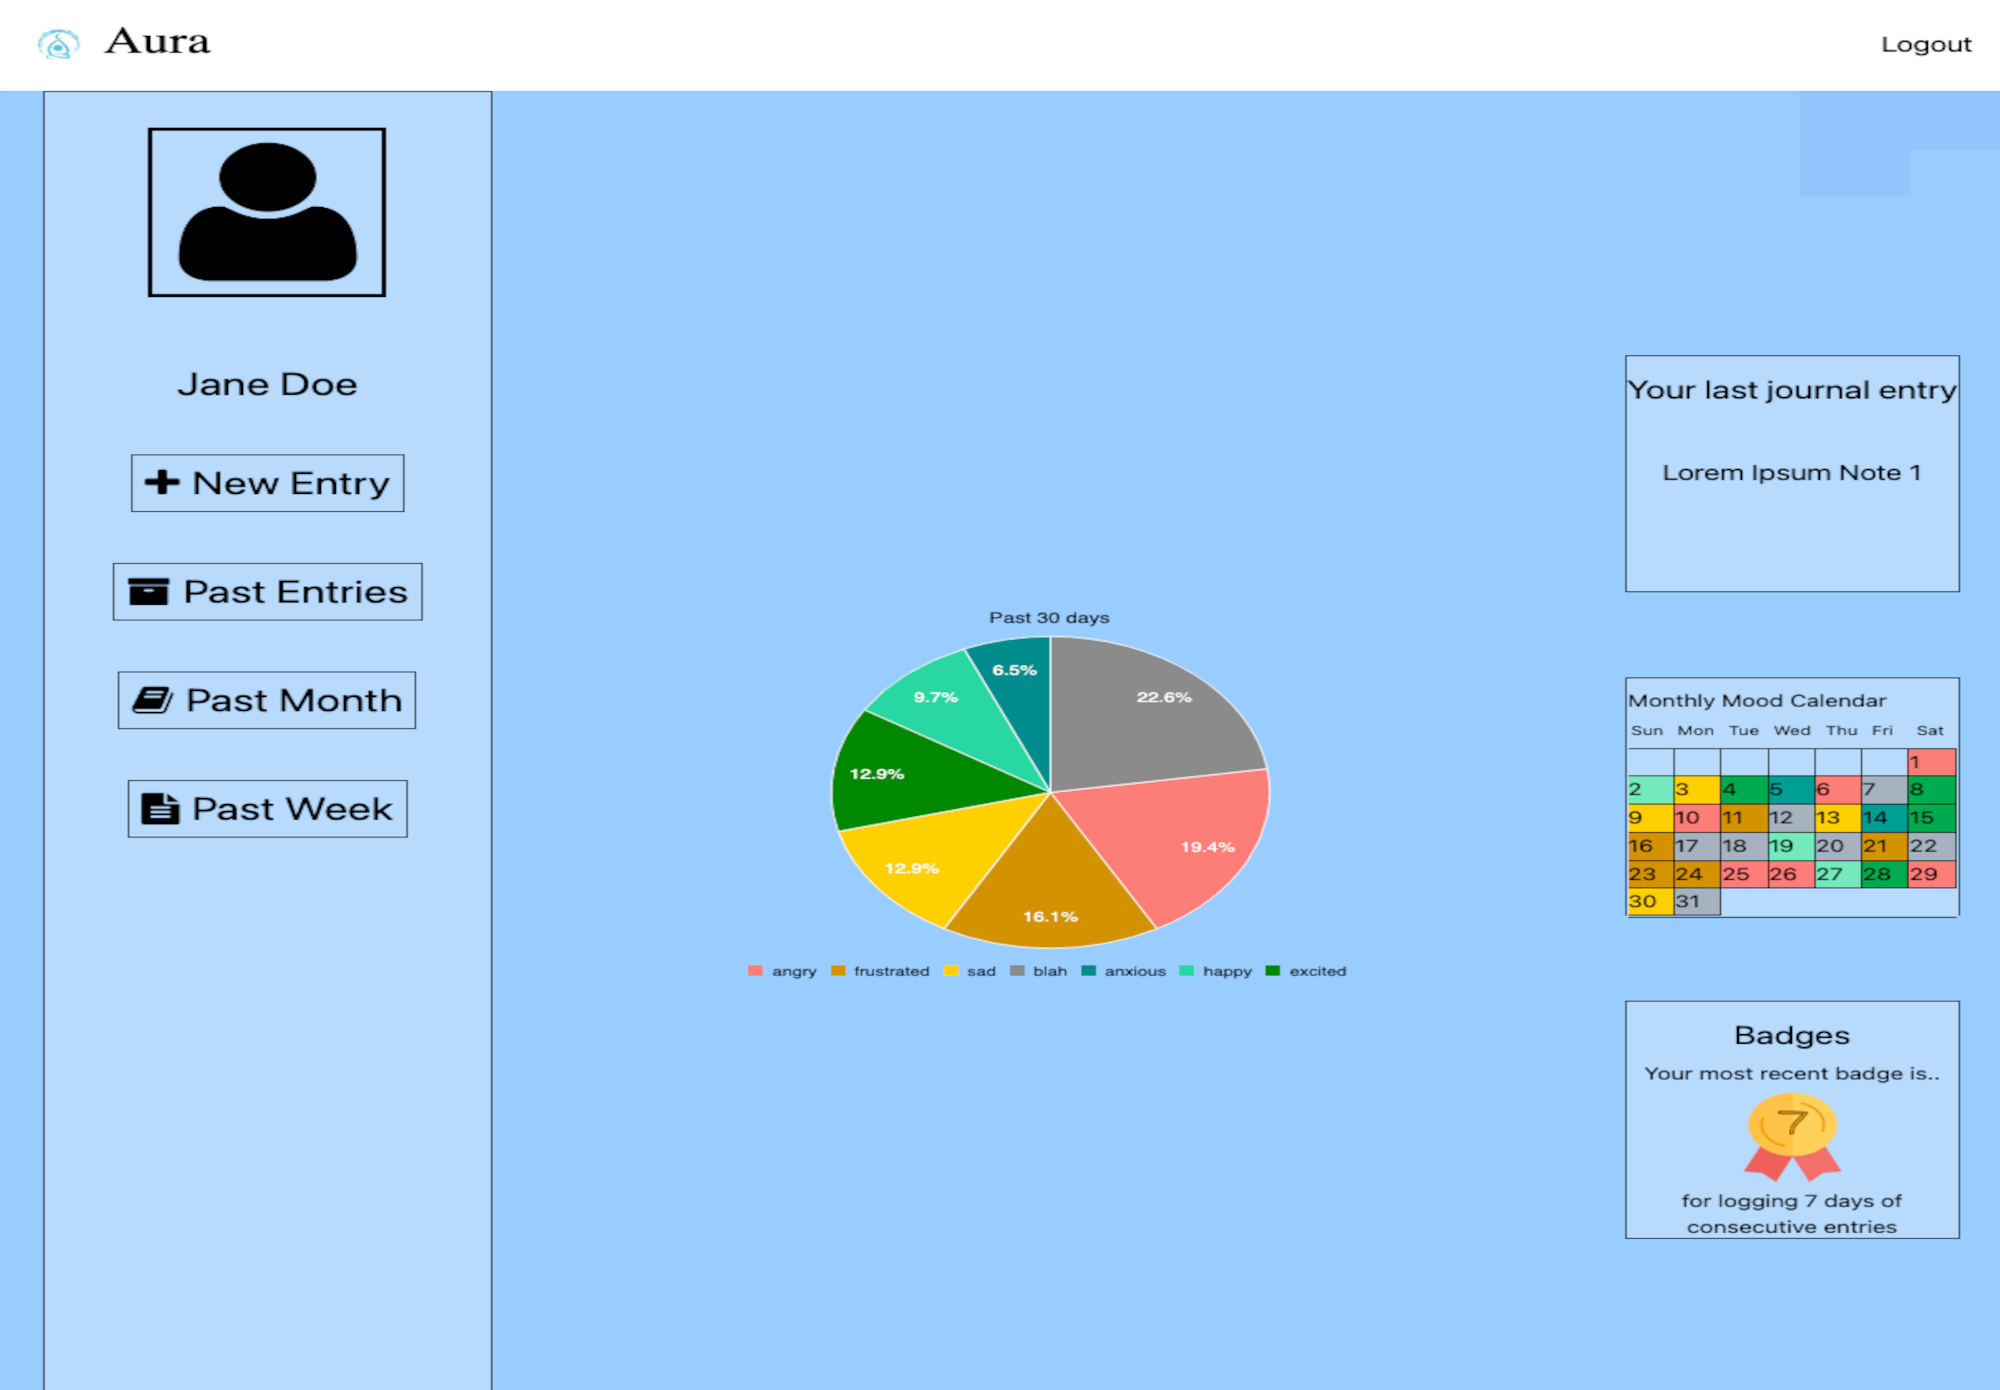 Aura
Logout
Jane Doe
New Entry
Past Entries
Past Month
Past Week
Past 30 days
6.5%
22.6%
9.7%
12.9%
19.4%
12.9%
16.1%
angry frustrated sad blah anxious happy excited
Your last journal entry
Lorem Ipsum Note 1
Monthly Mood Calendar
Sun Mon Tue Wed Thu Fri Sat
1
2 3 4 5 6 7 8
9 10 11 12 13 14 15
16 17 18 19 20 21 22
23 24 25 26 27 28 29
30 31
Badges
Your most recent badge is..
7
for logging 7 days of
consecutive entries